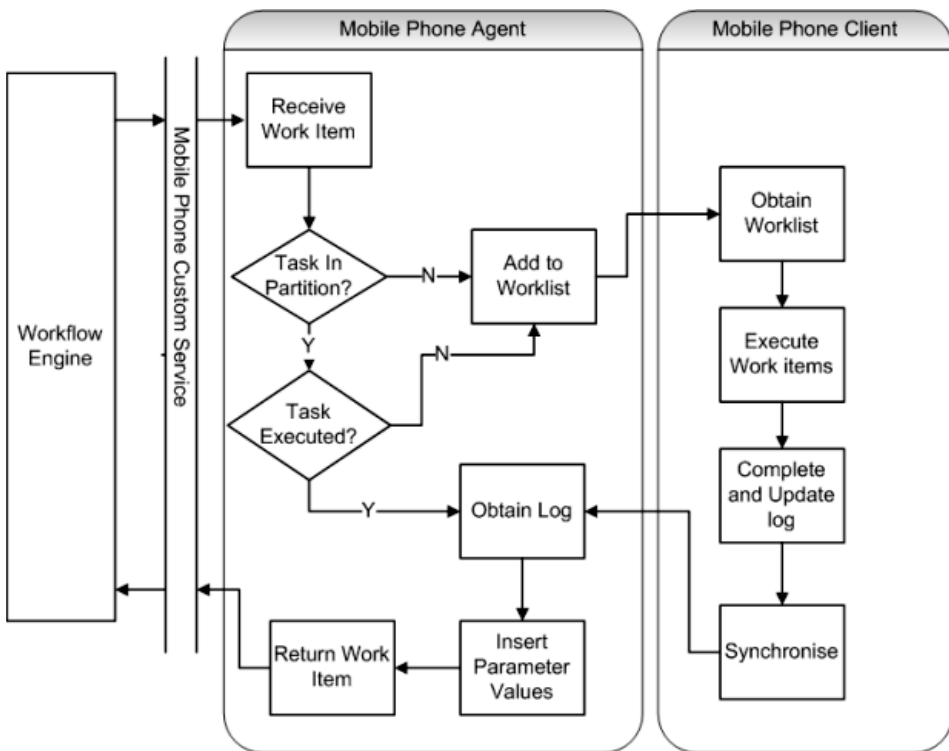 Mobile Phone Agent
Mobile Phone Client
Workflow
Engine
Mobile Phone Custom Service
Receive
Work Item
Task In
Partition?
N
Add to
Worklist
Y
N
Task
Executed?
Y
Obtain Log
Return Work
Item
Insert
Parameter
Values
Obtain
Worklist
Execute
Work items
Complete
and Update
log
Synchronise